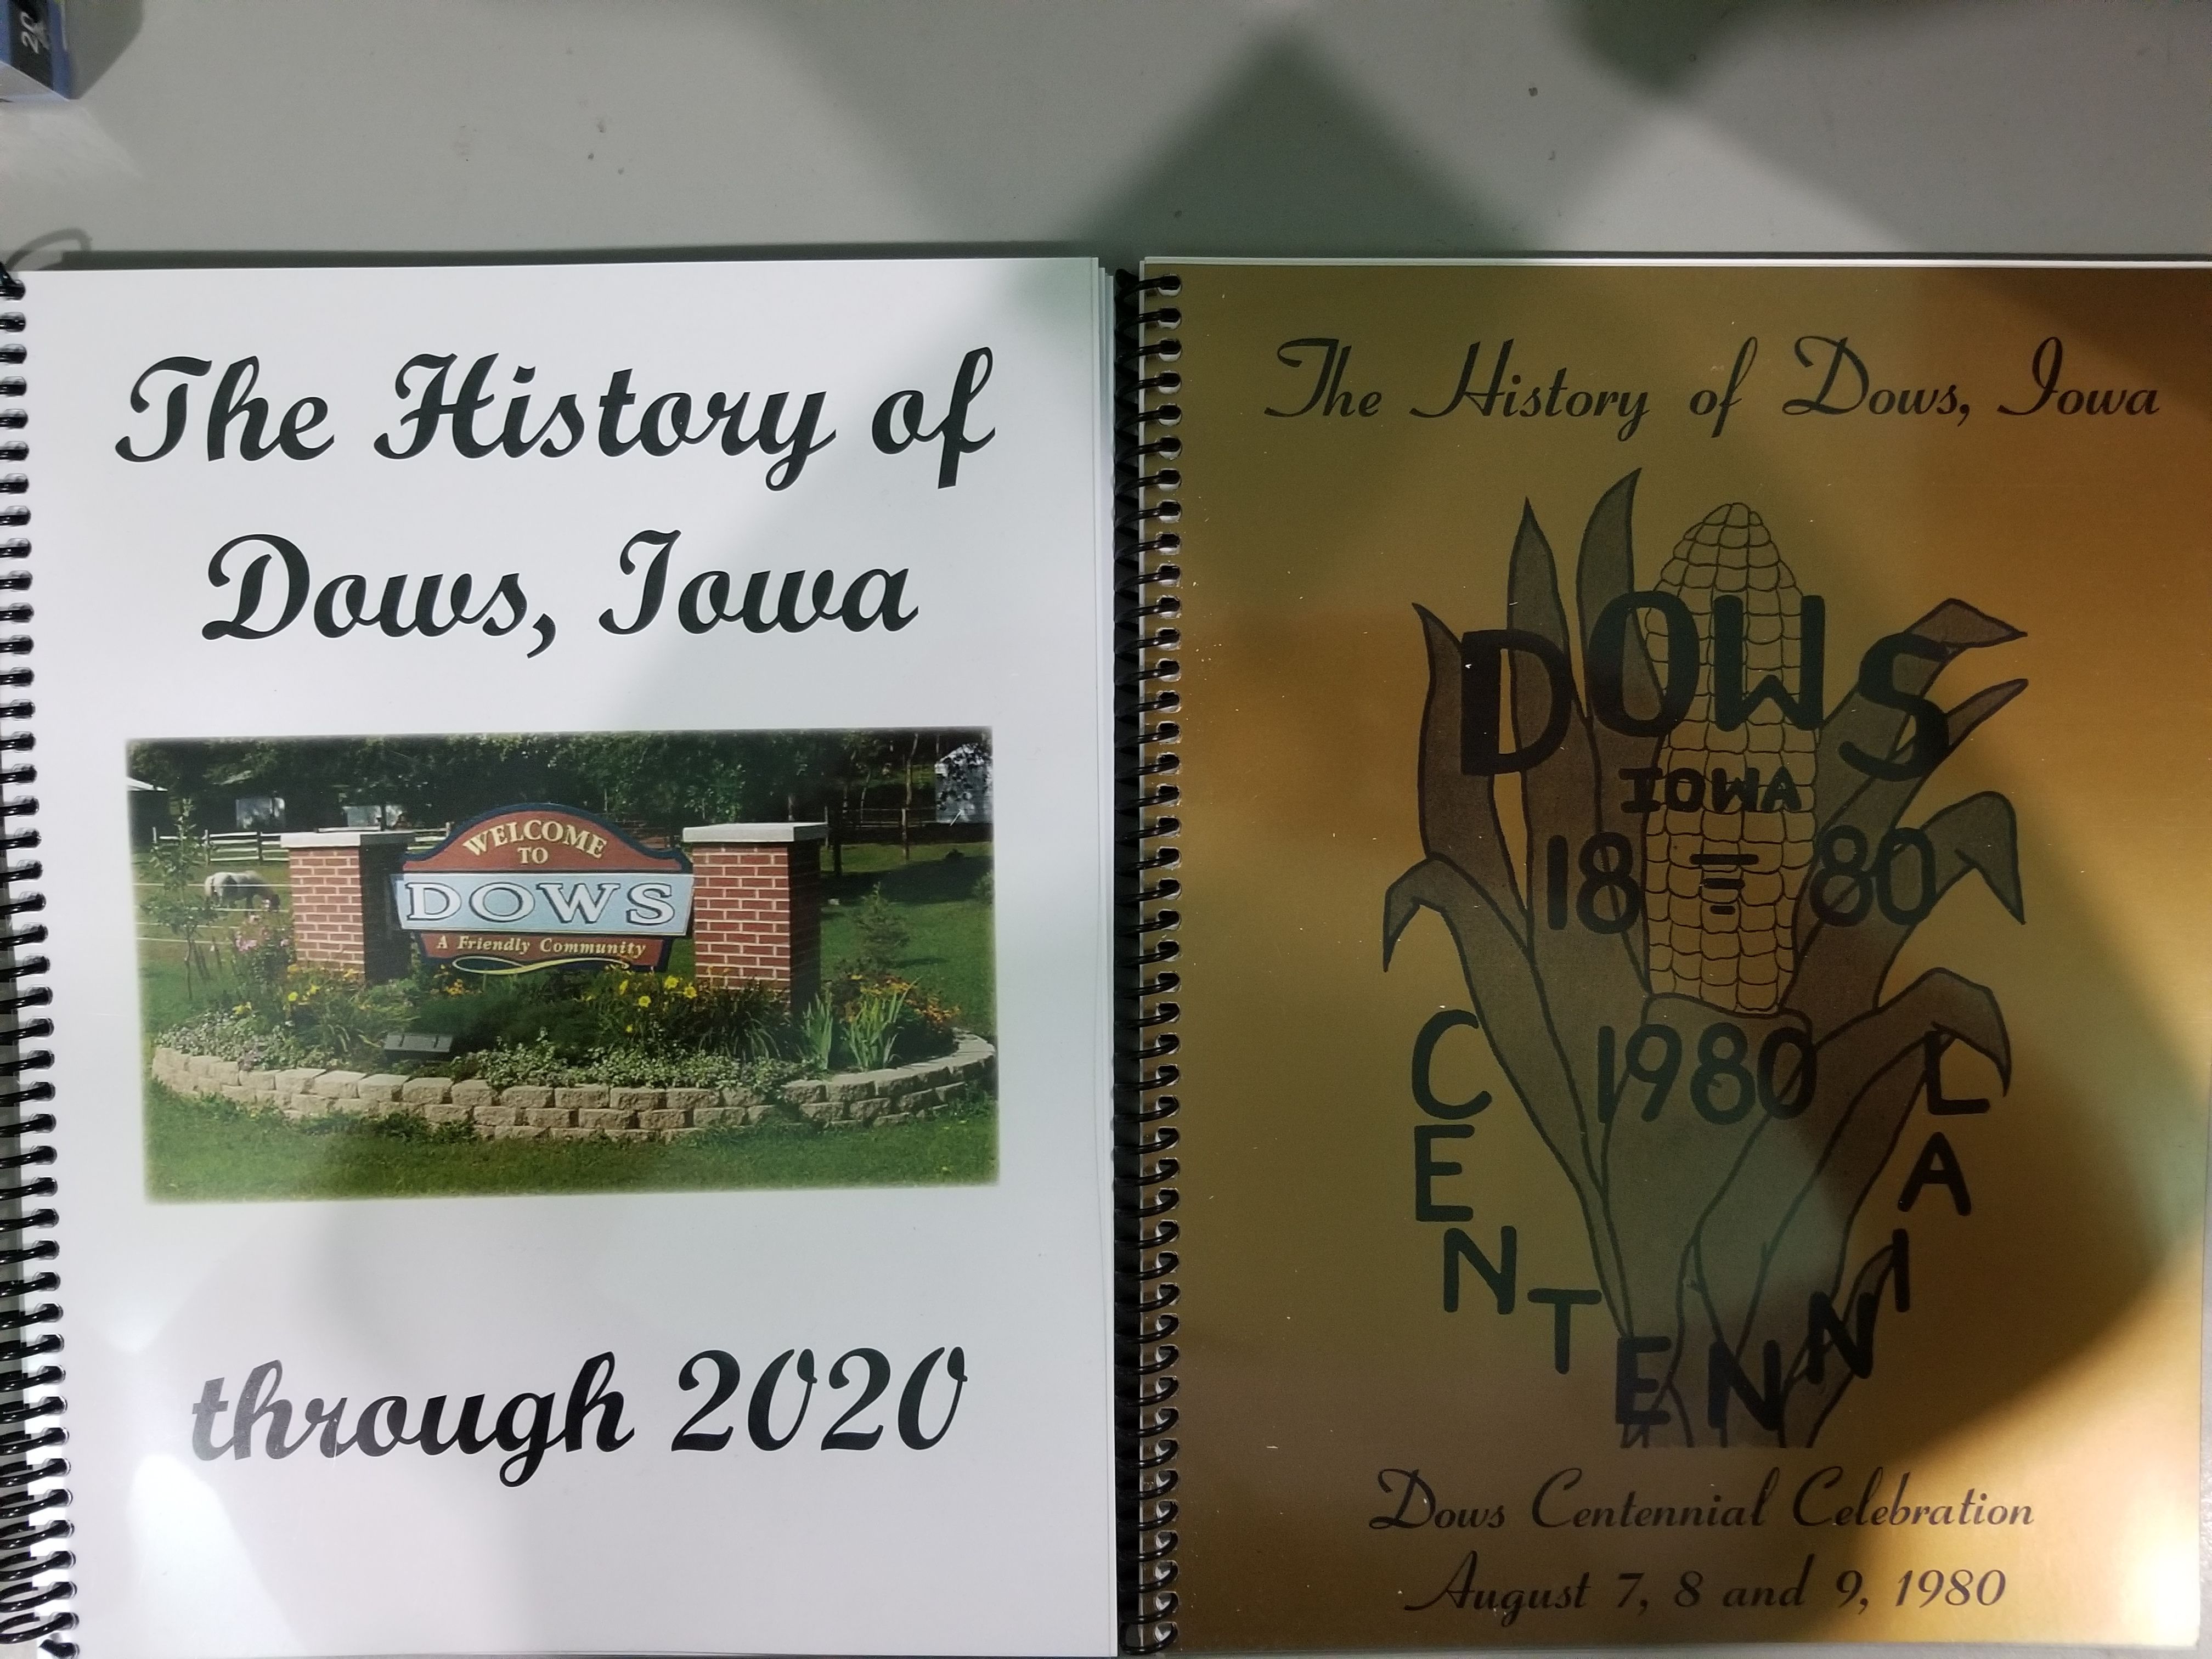 20
The History of
Dows, Iowa
WELCOME
TO
DOWS
A Friendly Community
through 2020
The History of Dows, Iowa
DOWS
IOWA
18 80
1980
CENTENNIAL
Dows Centennial Celebration
August 7, 8 and 9, 1980